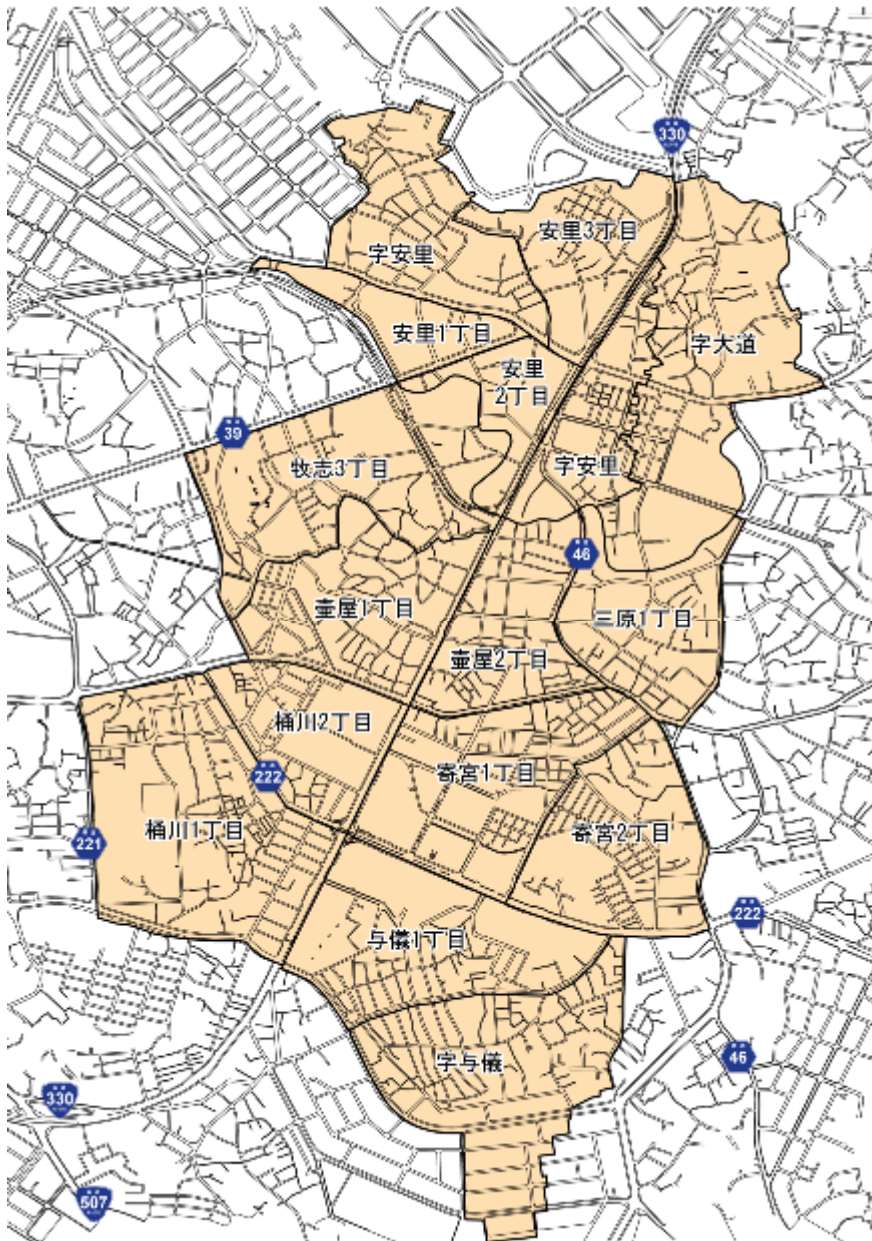 330
安里3丁目
字安里
安里1丁目
字大道
安里
2丁目
39
牧志3丁目
字安里
46
壷屋1丁目
三原1丁目
壷屋2丁目
桶川2丁目
222
寄宮1丁目
桶川1丁目
寄宮2丁目
221
222
与儀1丁目
46
字与儀
330
507